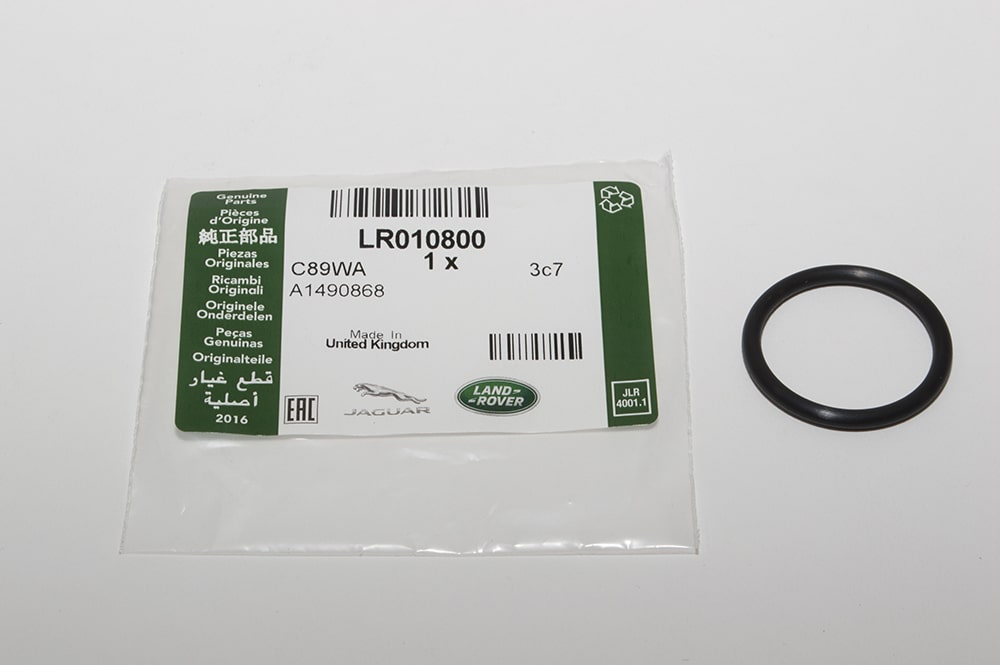 Genuine
Parts
Pièces
d'Origine
純正部品
Piezas
Originales
Ricambi
Originali
Originele
Onderdelen
Peças
Genuinas
Originalteile
قطع غيار
أصلية
2016
LR010800
1 x
C89WA
3c7
A1490868
Made In
United Kingdom
EAC
JAGUAR
LAND-
-ROVER
JLR
4001.1